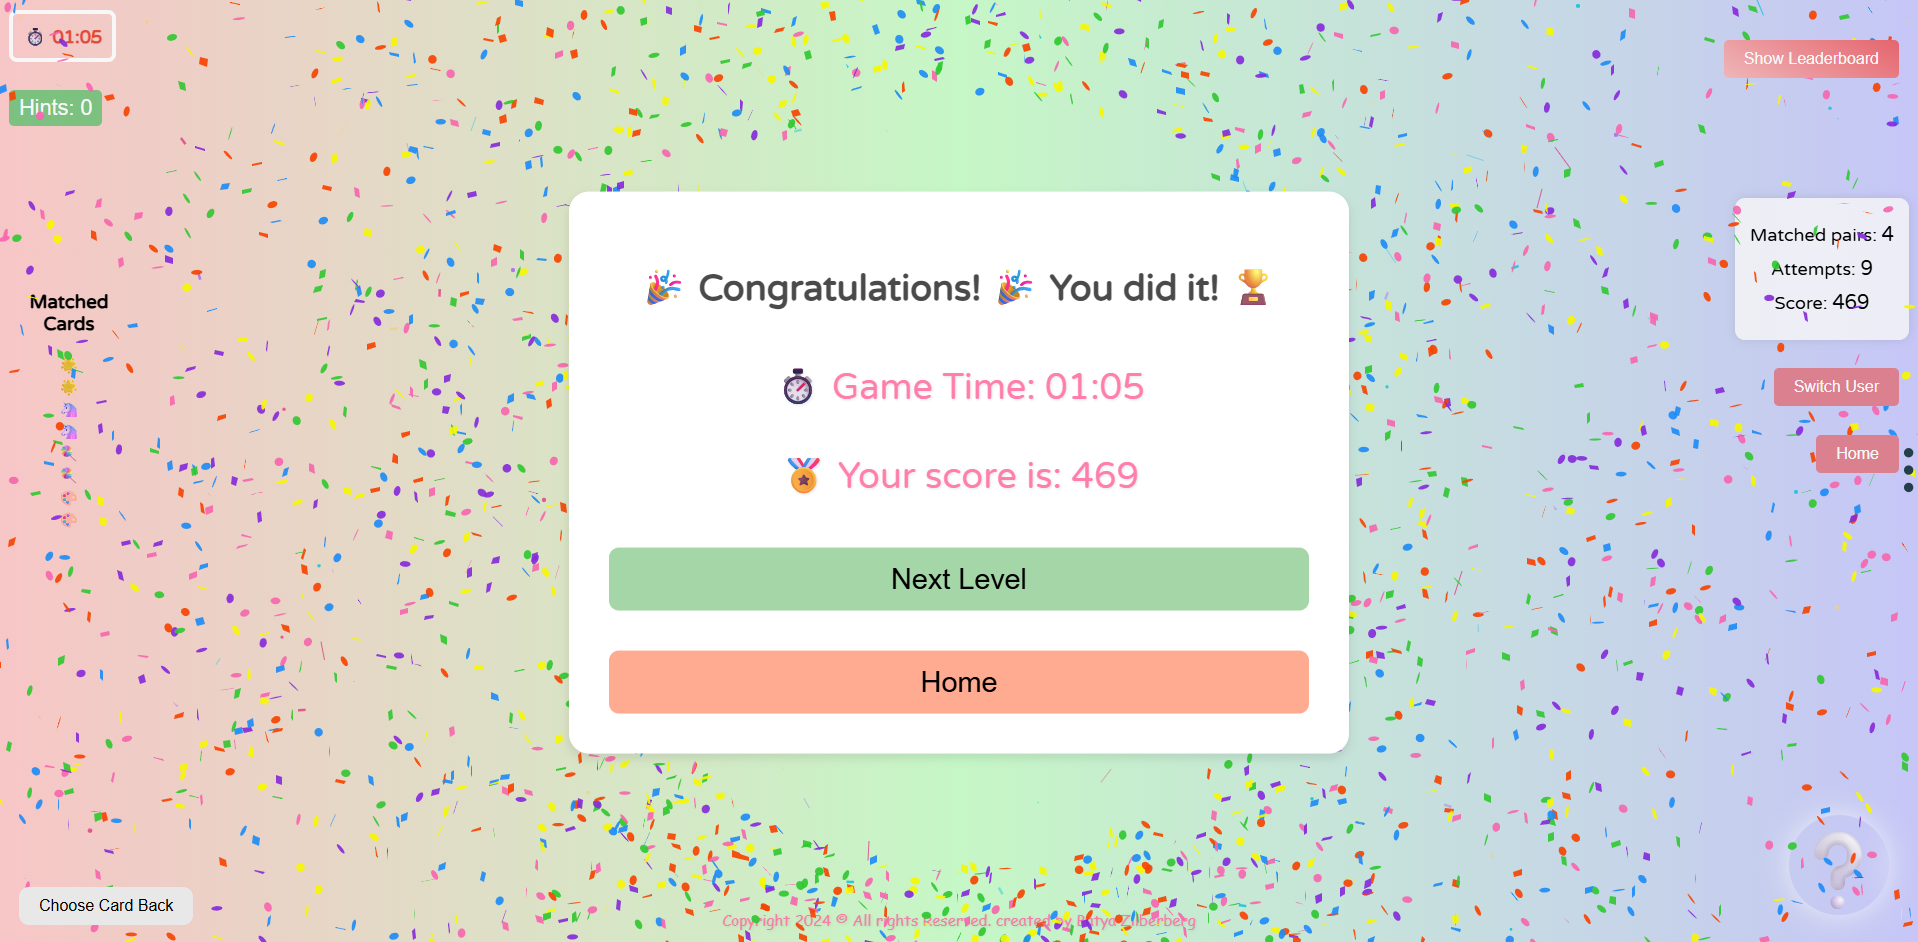 01:05
Show Leaderboard
Hints: 0
Matched pairs: 4
Attempts: 9
Score: 469
Matched
Cards
Congratulations! You did it!
Game Time: 01:05
Your score is: 469
Switch User
Home
Next Level
Home
Choose Card Back
Copyright 2024 © All rights Reserved. created by Batya Zilberberg